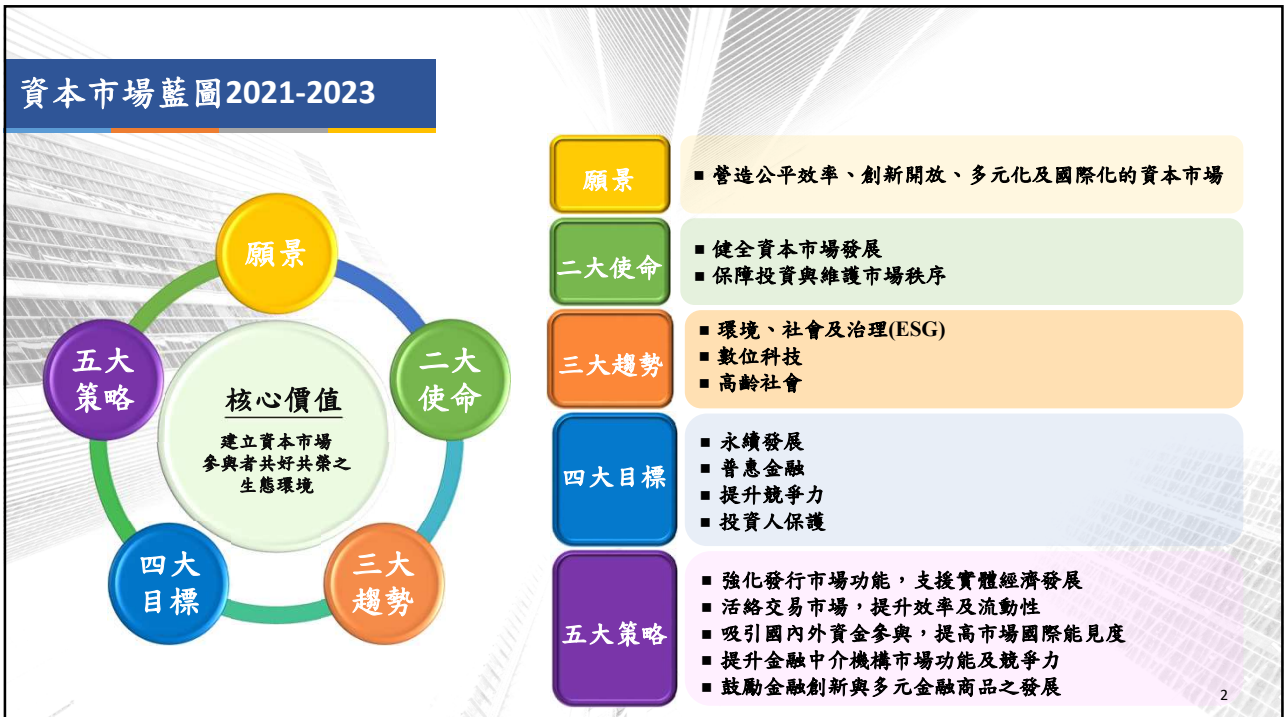 資本市場藍圖2021-2023
願景
二大
使命
三大
趨勢
四大
目標
五大
策略
核心價值
建立資本市場
參與者共好共榮之
生態環境
願景
■ 營造公平效率、創新開放、多元化及國際化的資本市場
二大使命
■ 健全資本市場發展
■ 保障投資與維護市場秩序
三大趨勢
■ 環境、社會及治理(ESG)
■ 數位科技
■ 高齡社會
四大目標
■ 永續發展
■ 普惠金融
■ 提升競爭力
■ 投資人保護
五大策略
■ 強化發行市場功能，支援實體經濟發展
■ 活絡交易市場，提升效率及流動性
■ 吸引國內外資金參與，提高市場國際能見度
■ 提升金融中介機構市場功能及競爭力
■ 鼓勵金融創新與多元金融商品之發展
2